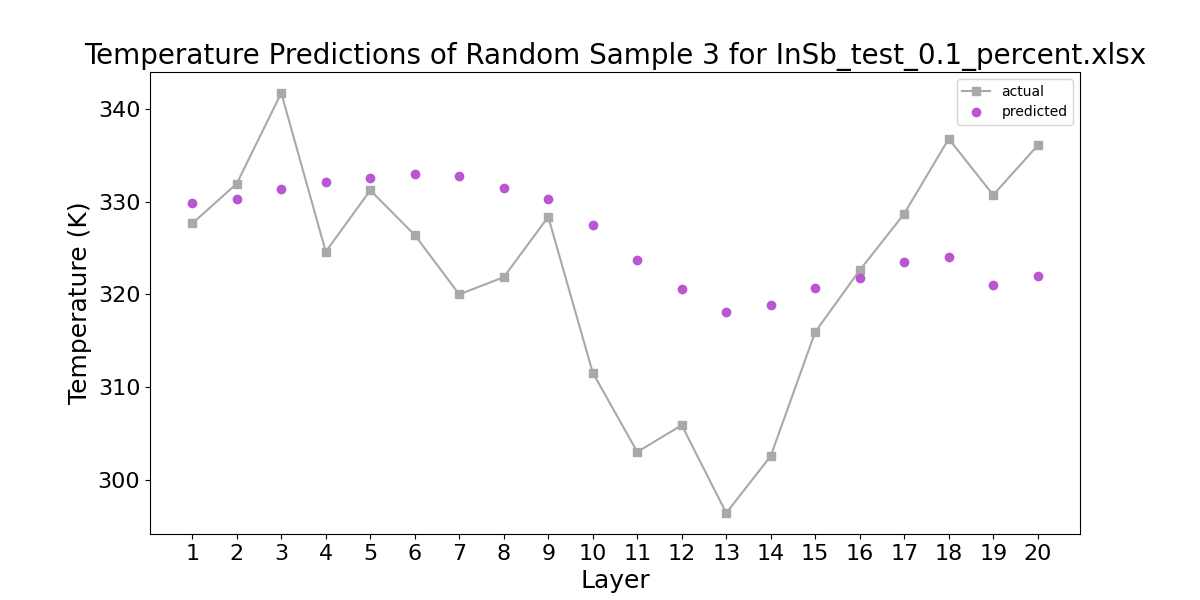 Temperature Predictions of Random Sample 3 for InSb_test_0.1_percent.xlsx
actual
predicted
Temperature (K)
340
330
320
310
300
1 2 3 4 5 6 7 8 9 10 11 12 13 14 15 16 17 18 19 20
Layer